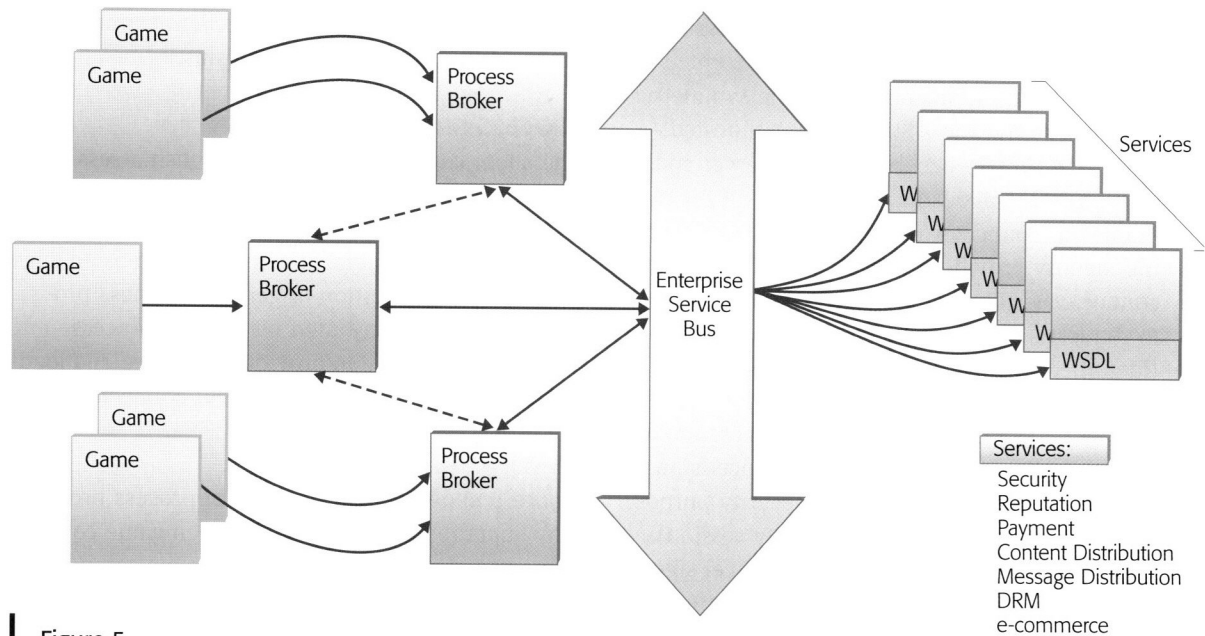 Game
Game
Process
Broker
Game
Process
Broker
Game
Game
Process
Broker
Enterprise
Service
Bus
Services
W
W
W
W
W
W
WSDL
Services:
Security
Reputation
Payment
Content Distribution
Message Distribution
DRM
e-commerce
Figure 5